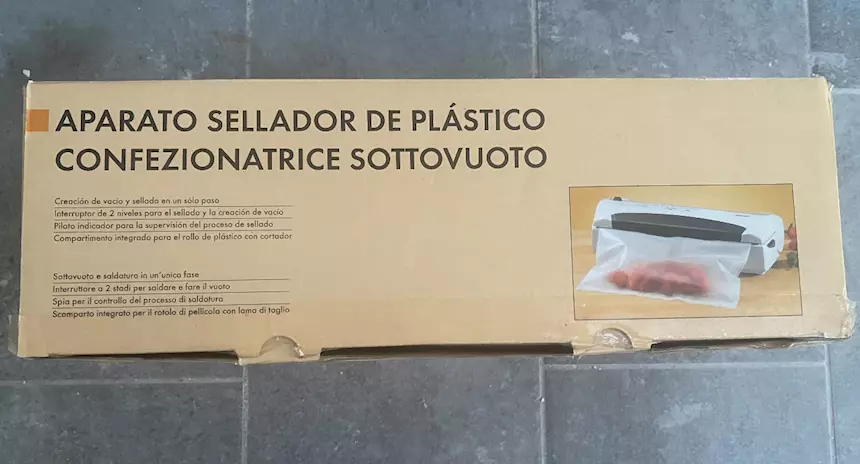 APARATO SELLADOR DE PLÁSTICO
CONFEZIONATRICE SOTTOVUOTO
Creación de vacío y sellado en un sólo paso
Interruptor de 2 niveles para el sellado y la creación de vacío
Piloto indicador para la supervisión del proceso de sellado
Compartimento integrado para el rollo de plástico con cortador
Sottovuoto e saldatura in un'unica fase
Interruttore a 2 stadi per saldare e fare il vuoto
Spia per il controllo del processo di saldatura
Scomparto integrato per il rotolo di pellicola con lama di taglio